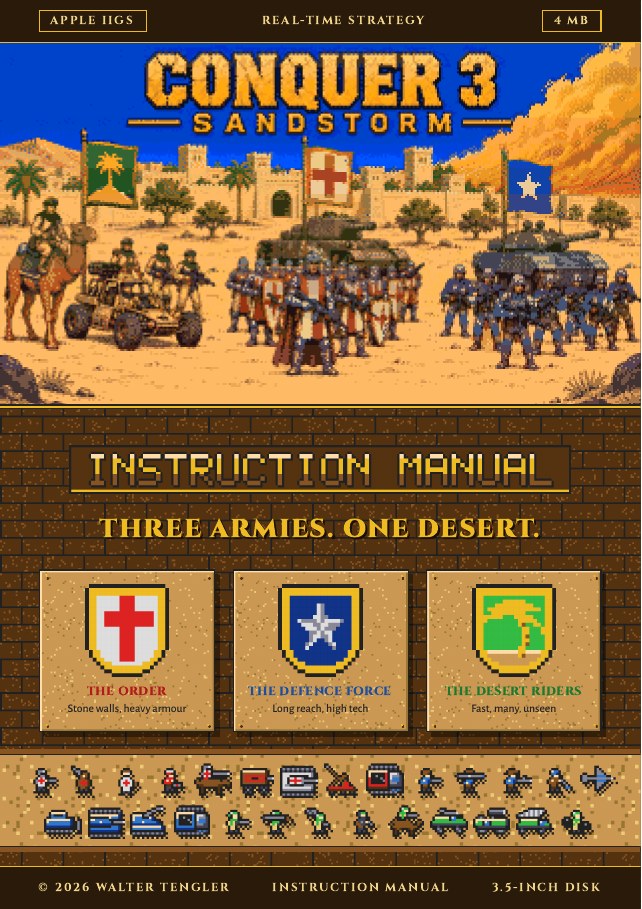 APPLE IIGS
REAL-TIME STRATEGY
4 MB
CONQUER 3
SANDSTORM
INSTRUCTION MANUAL
THREE ARMIES. ONE DESERT.
THE ORDER
Stone walls, heavy armour
THE DEFENCE FORCE
Long reach, high tech
THE DESERT RIDERS
Fast, many, unseen
© 2026 WALTER TENGLER
INSTRUCTION MANUAL
3.5-INCH DISK